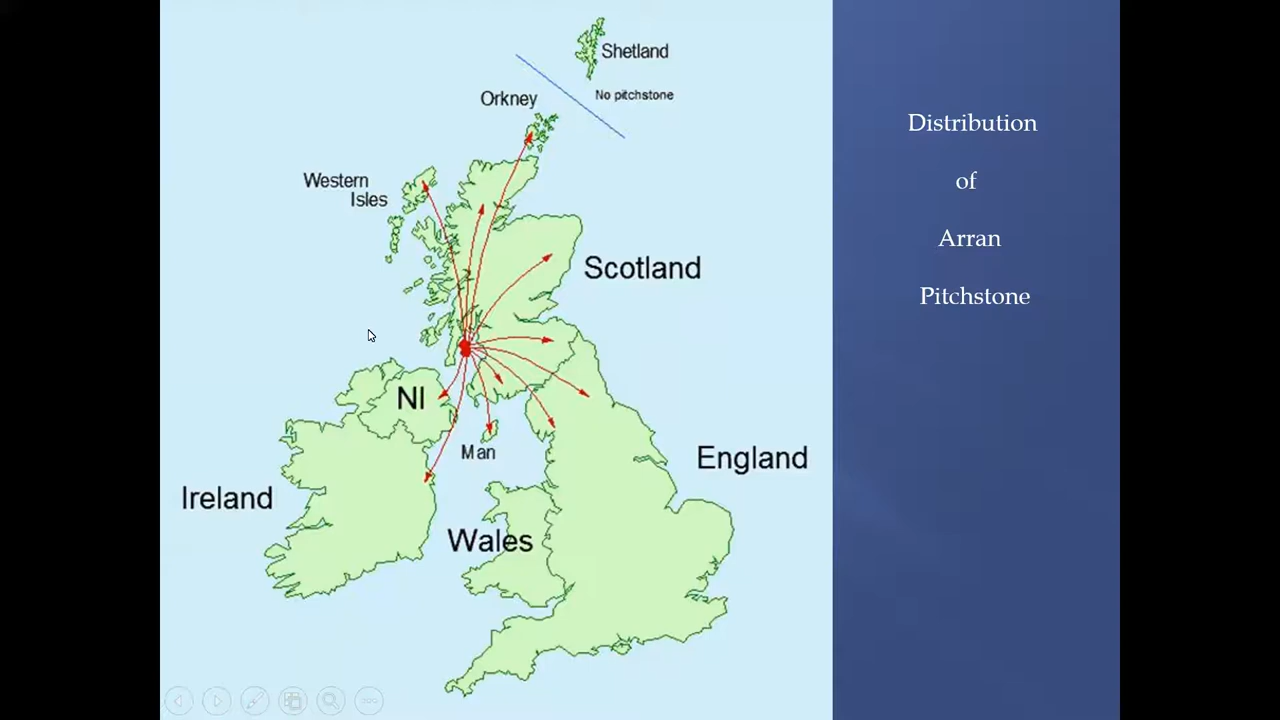 Shetland
No pitchstone
Orkney
Western
Isles
Scotland
NI
Man
England
Ireland
Wales
Distribution
of
Arran
Pitchstone